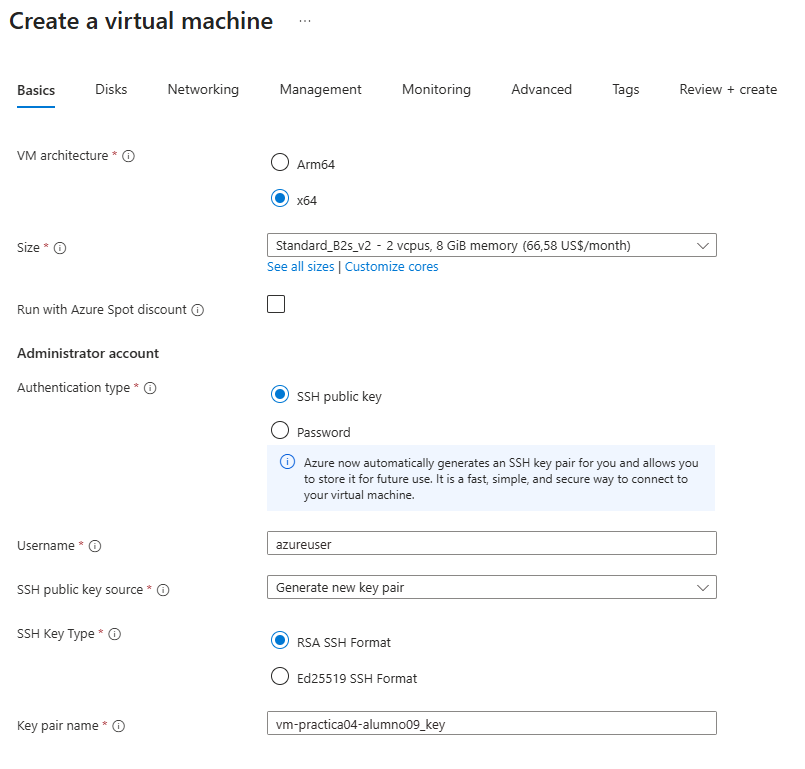 Create a virtual machine ...
Basics Disks Networking Management Monitoring Advanced Tags Review + create
VM architecture *
Arm64
x64
Size *
Standard_B2s_v2 - 2 vcpus, 8 GiB memory (66,58 US$/month)
See all sizes | Customize cores
Run with Azure Spot discount
Administrator account
Authentication type *
SSH public key
Password
Azure now automatically generates an SSH key pair for you and allows you
to store it for future use. It is a fast, simple, and secure way to connect to
your virtual machine.
Username *
azureuser
SSH public key source *
Generate new key pair
SSH Key Type *
RSA SSH Format
Ed25519 SSH Format
Key pair name *
vm-practica04-alumno09_key